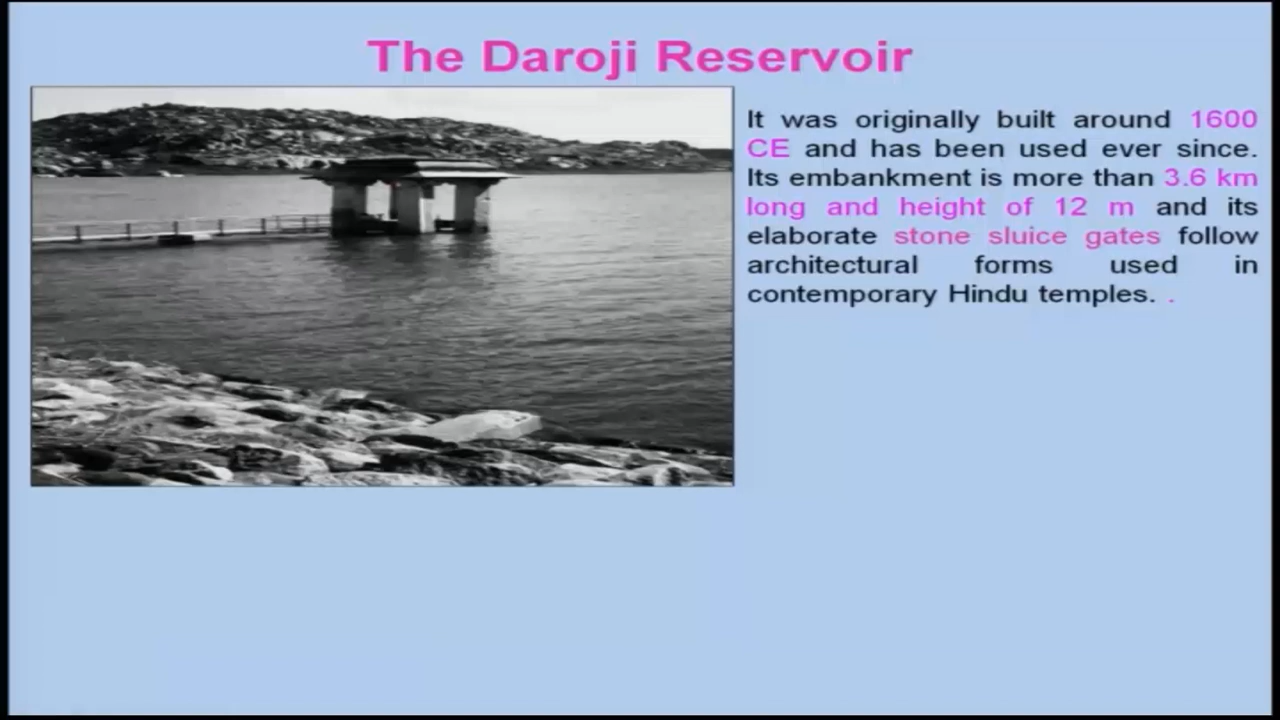 The Daroji Reservoir
It was originally built around 1600
CE and has been used ever since.
Its embankment is more than 3.6 km
long and height of 12 m and its
elaborate stone sluice gates follow
architectural forms used in
contemporary Hindu temples. .